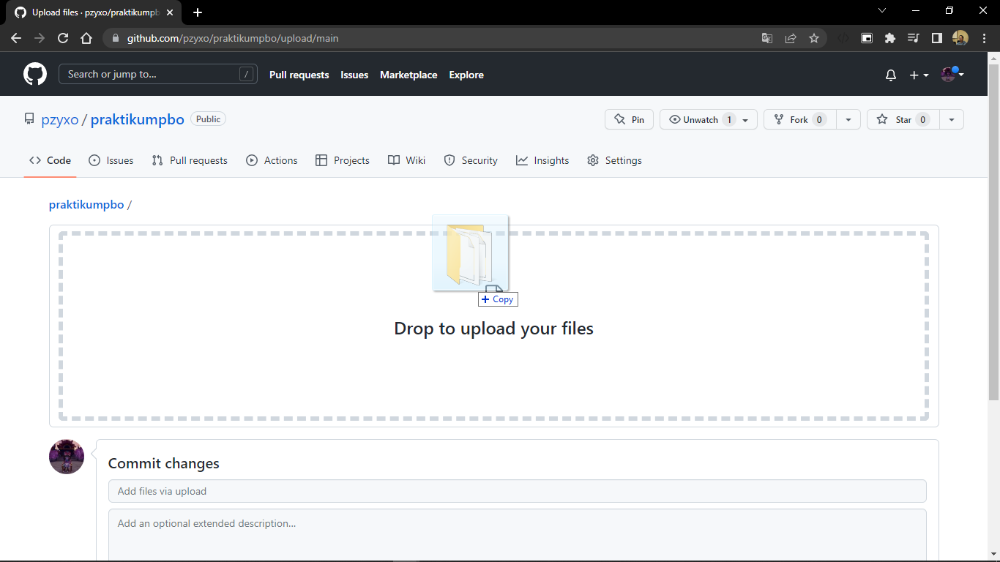 Upload files · pzyxo/praktikumpb
github.com/pzyxo/praktikumpbo/upload/main
Search or jump to... /
Pull requests Issues Marketplace Explore
pzyxo / praktikumpbo Public
Pin Unwatch 1 Fork 0 Star 0
Code Issues Pull requests Actions Projects Wiki Security Insights Settings
praktikumpbo /
+ Copy
Drop to upload your files
Commit changes
Add files via upload
Add an optional extended description...